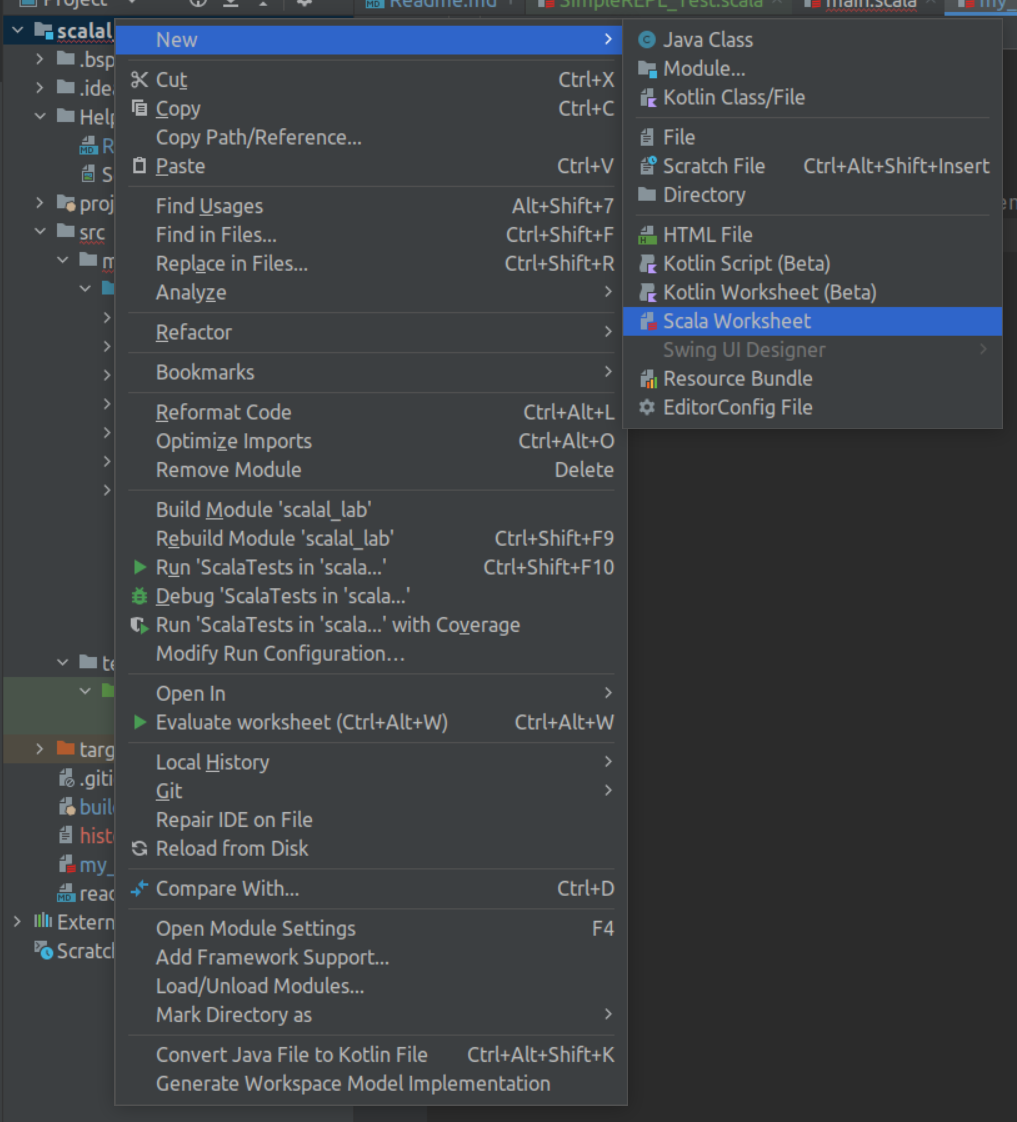 Project
Readme.md
SimpleREPL_Test.scala
main.scala
my_
scalal_
.bsp
.idea
Help
R
S
proj
src
m
te
targ
.giti
build
histo
my_
read
Extern
Scratch
New
Cut Ctrl+X
Copy Ctrl+C
Copy Path/Reference...
Paste Ctrl+V
Find Usages Alt+Shift+7
Find in Files... Ctrl+Shift+F
Replace in Files... Ctrl+Shift+R
Analyze
Refactor
Bookmarks
Reformat Code Ctrl+Alt+L
Optimize Imports Ctrl+Alt+O
Remove Module Delete
Build Module 'scalal_lab'
Rebuild Module 'scalal_lab' Ctrl+Shift+F9
Run 'ScalaTests in 'scala...' Ctrl+Shift+F10
Debug 'ScalaTests in 'scala...'
Run 'ScalaTests in 'scala...' with Coverage
Modify Run Configuration...
Open In
Evaluate worksheet (Ctrl+Alt+W) Ctrl+Alt+W
Local History
Git
Repair IDE on File
Reload from Disk
Compare With... Ctrl+D
Open Module Settings F4
Add Framework Support...
Load/Unload Modules...
Mark Directory as
Convert Java File to Kotlin File Ctrl+Alt+Shift+K
Generate Workspace Model Implementation
Java Class
Module...
Kotlin Class/File
File
Scratch File Ctrl+Alt+Shift+Insert
Directory
HTML File
Kotlin Script (Beta)
Kotlin Worksheet (Beta)
Scala Worksheet
Swing UI Designer
Resource Bundle
EditorConfig File